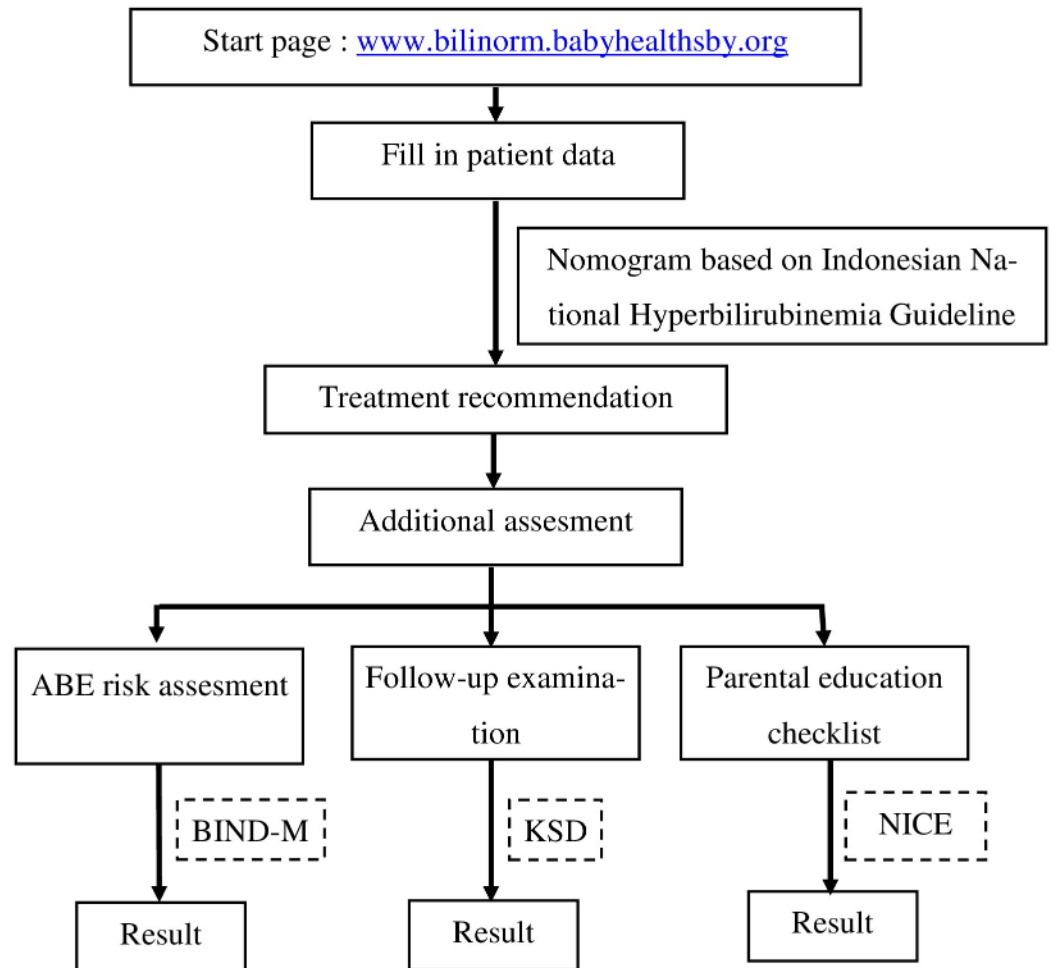 Start page : www.bilinorm.babyhealthsby.org
Fill in patient data
Nomogram based on Indonesian Na-
tional Hyperbilirubinemia Guideline
Treatment recommendation
Additional assesment
ABE risk assesment
Follow-up examina-
tion
Parental education
checklist
BIND-M
KSD
NICE
Result
Result
Result